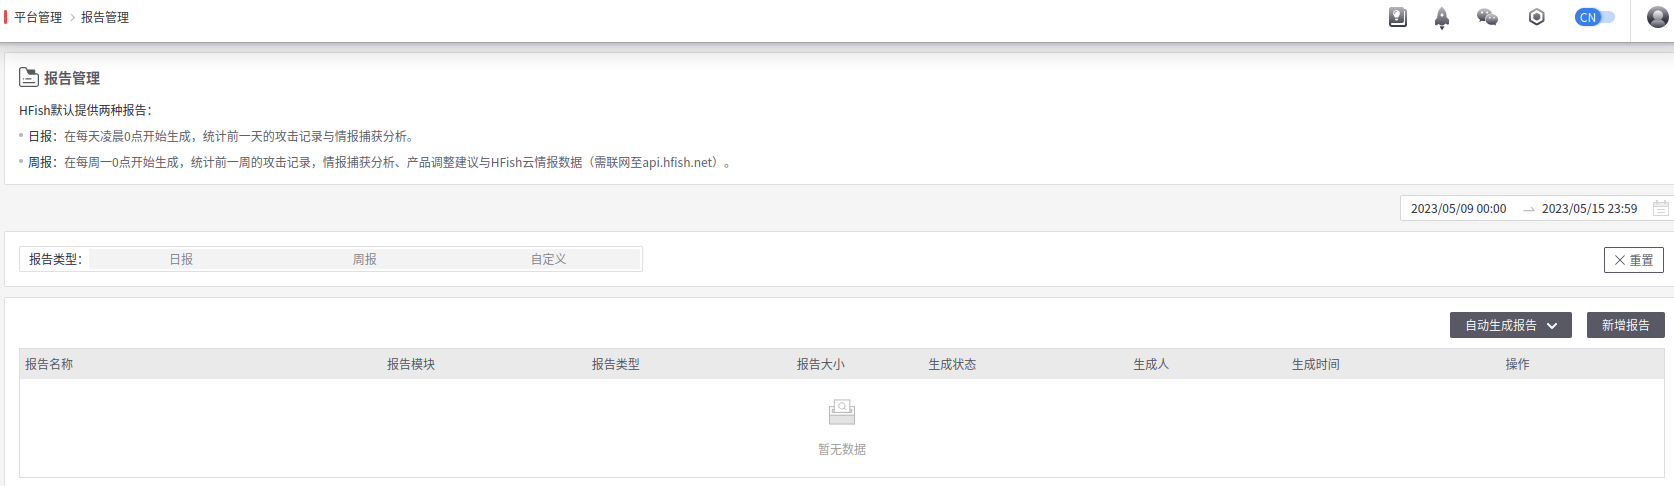 平台管理 > 报告管理
CN
报告管理
HFish默认提供两种报告：
日报：在每天凌晨0点开始生成，统计前一天的攻击记录与情报捕获分析。
周报：在每周一0点开始生成，统计前一周的攻击记录，情报捕获分析、产品调整建议与HFish云情报数据（需联网至api.hfish.net）。
2023/05/09 00:00 2023/05/15 23:59
报告类型： 日报 周报 自定义 重置
自动生成报告 新增报告
报告名称 报告模块 报告类型 报告大小 生成状态 生成人 生成时间 操作
暂无数据